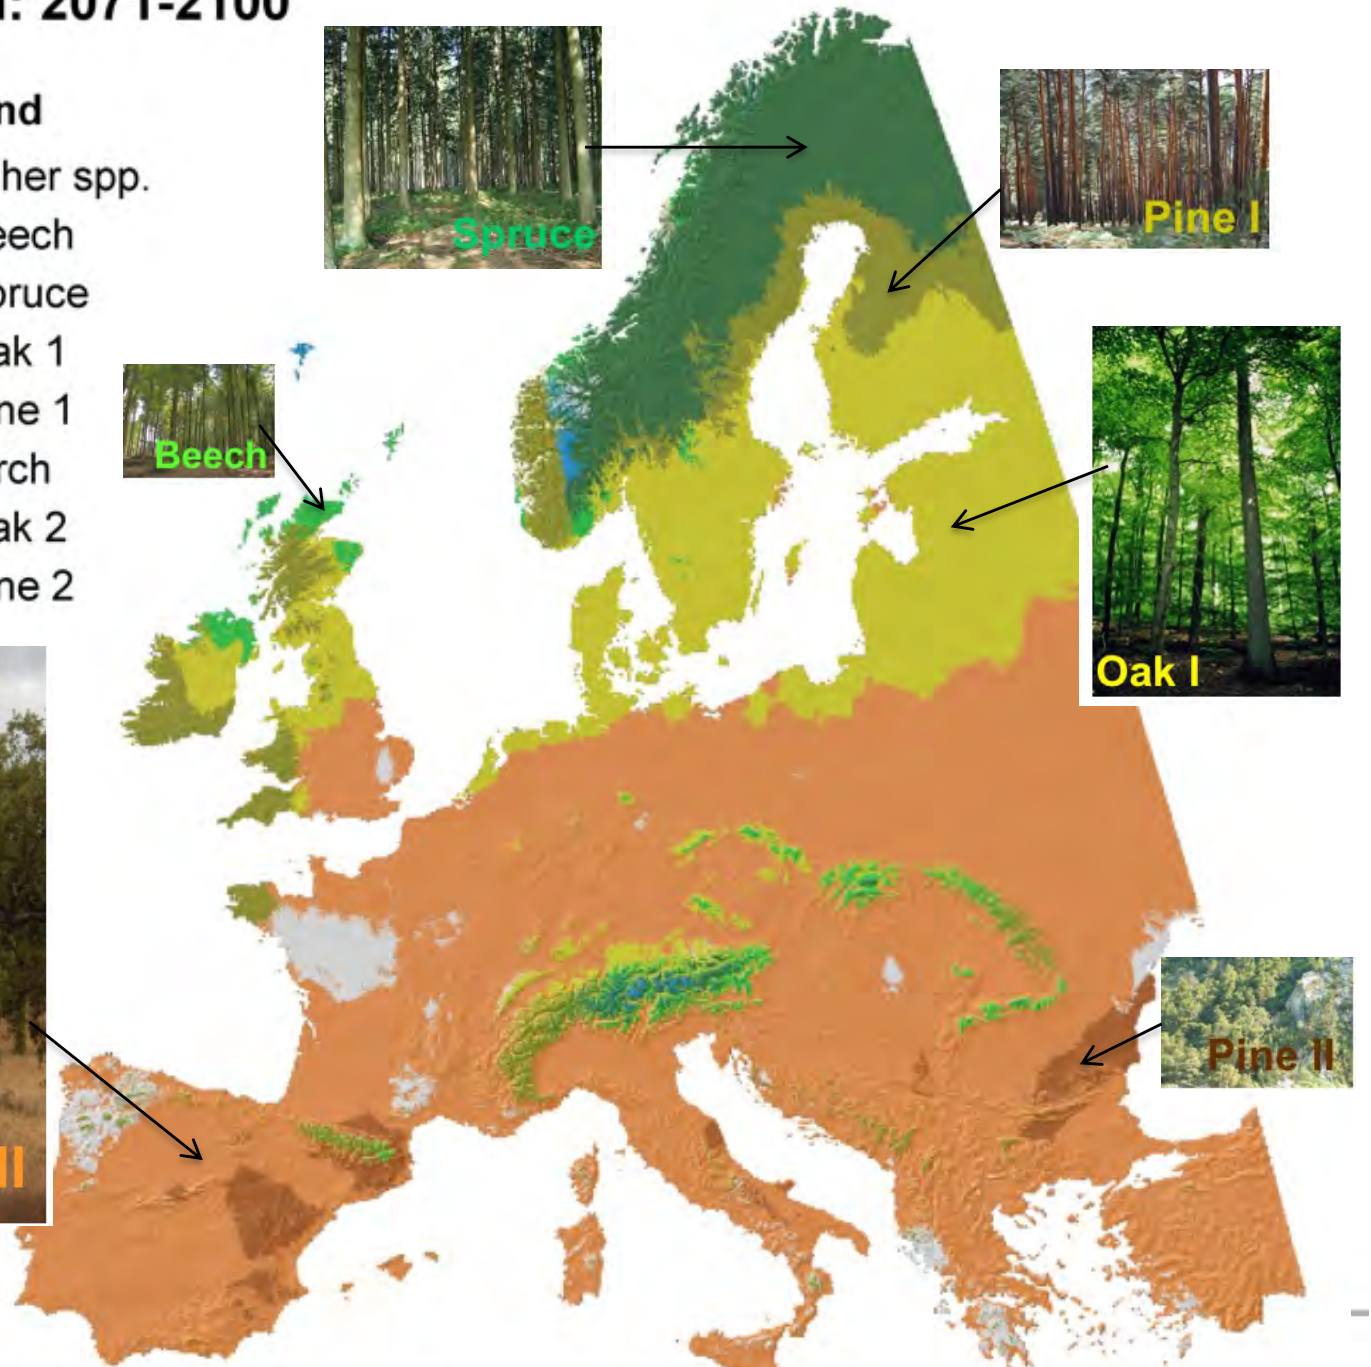 : 2071-2100
nd
her spp.
eech
pruce
ak 1
ne 1
rch
ak 2
ne 2
Spruce
Pine I
Beech
Oak I
Pine II
II